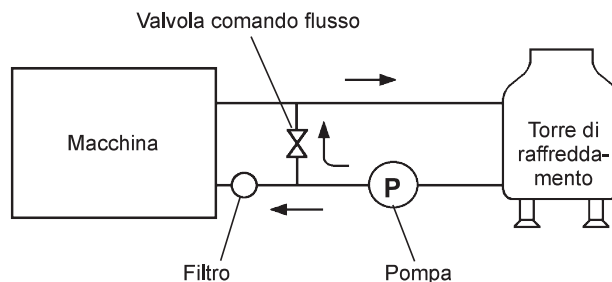 Valvola comando flusso
Macchina
Torre di
raffredda-
mento
P
Filtro
Pompa